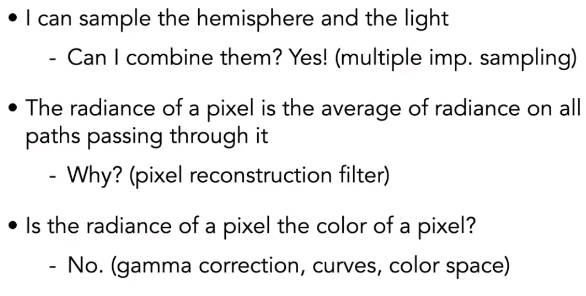 • I can sample the hemisphere and the light
- Can I combine them? Yes! (multiple imp. sampling)
• The radiance of a pixel is the average of radiance on all
paths passing through it
- Why? (pixel reconstruction filter)
• Is the radiance of a pixel the color of a pixel?
- No. (gamma correction, curves, color space)